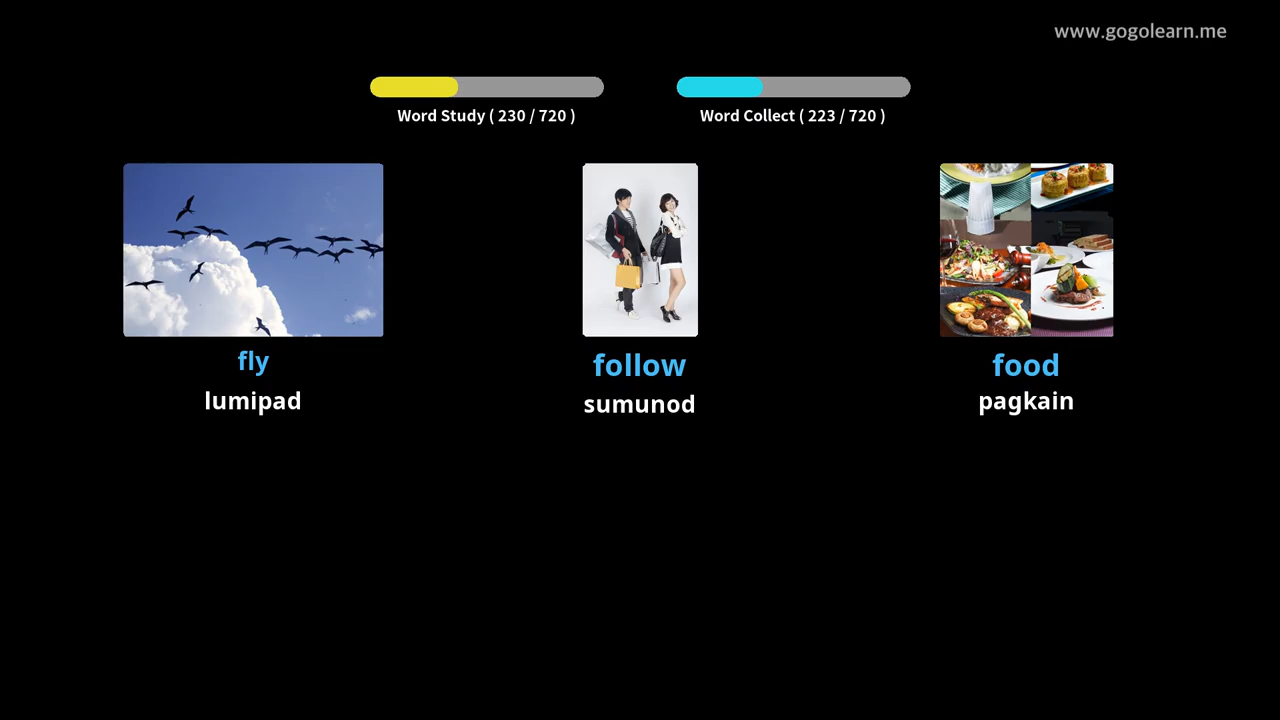 www.gogolearn.me
Word Study ( 230 / 720 )
Word Collect ( 223 / 720 )
fly
lumipad
follow
sumunod
food
pagkain